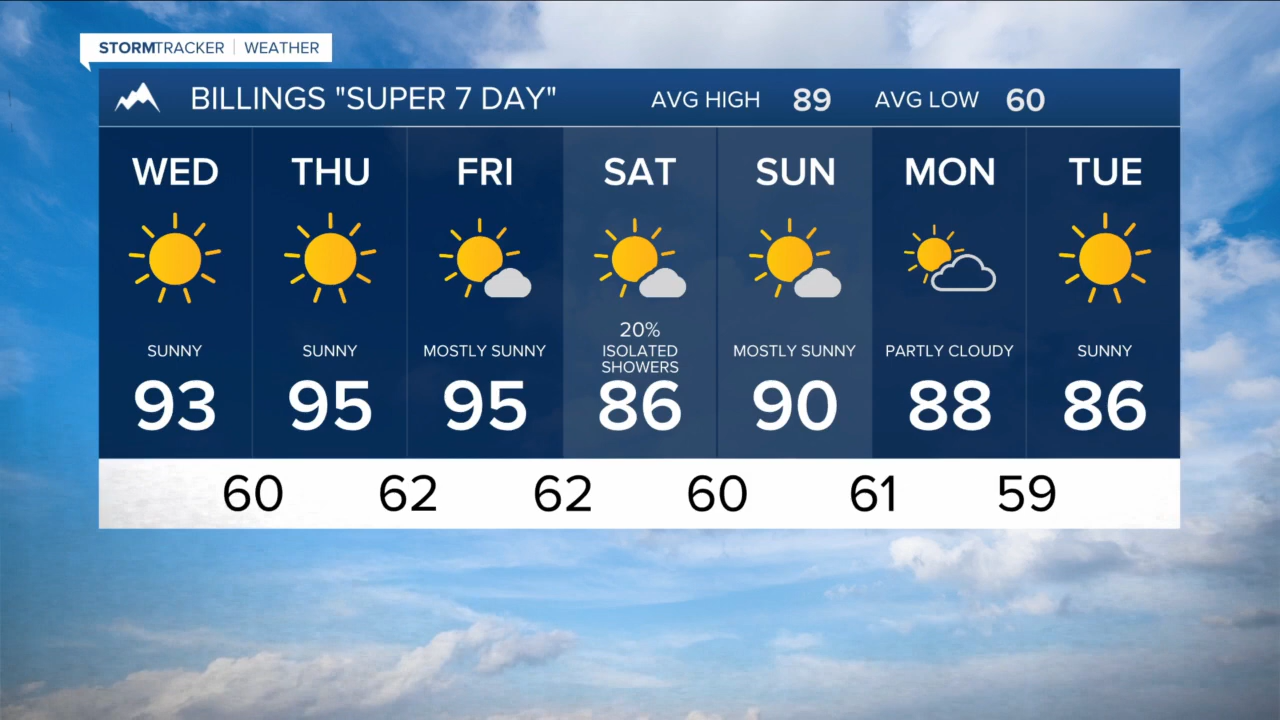 STORMTRACKER | WEATHER
BILLINGS "SUPER 7 DAY" AVG HIGH 89 AVG LOW 60
WED THU FRI SAT SUN MON TUE
20%
SUNNY SUNNY MOSTLY SUNNY ISOLATED MOSTLY SUNNY PARTLY CLOUDY SUNNY
SHOWERS
93 95 95 86 90 88 86
60 62 62 60 61 59